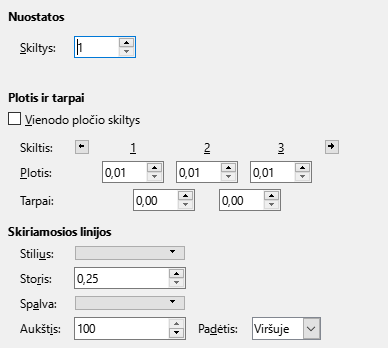 Nuostatos
Skiltys: 1
Plotis ir tarpai
Vienodo pločio skiltys
Skiltis: 1 2 3
Plotis: 0,01 0,01 0,01
Tarpai: 0,00 0,00
Skiriamosios linijos
Stilius:
Storis: 0,25
Spalva:
Aukštis: 100 Padėtis: Viršuje